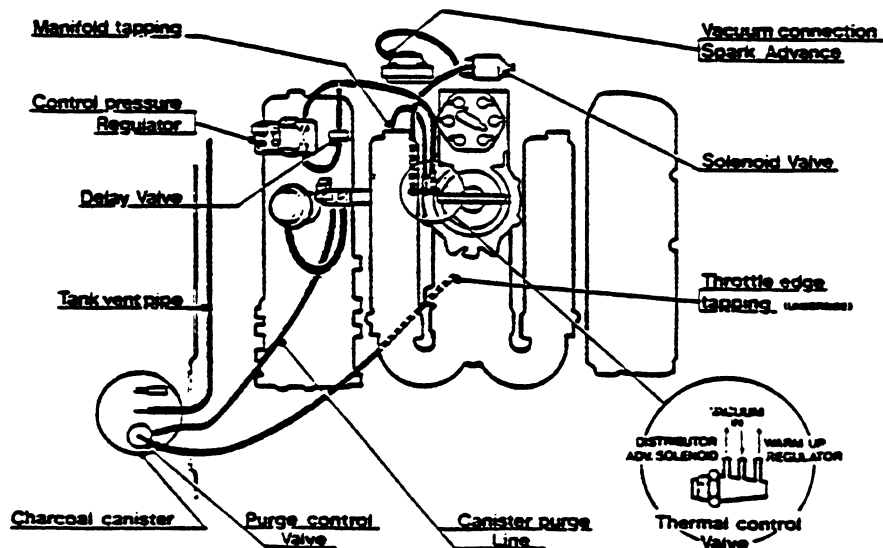 Manifold tapping
Vacuum connection
Spark Advance
Control pressure
Regulator
Solenoid Valve
Delay Valve
Tank vent pipe
Throttle edge
tapping
VACUUM
IN
DISTRIBUTOR
ADV. SOLENOID
WARM UP
REGULATOR
Charcoal canister
Purge control
Valve
Canister purge
Line
Thermal control
Valve